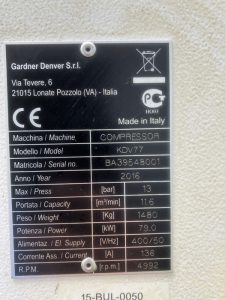 Gardner Denver S.r.l.
Via Tevere, 6
21015 Lonate Pozzolo (VA) - Italia
CE
Made in Italy
Macchina / Machine COMPRESSOR
Modello / Model KDV77
Matricola / Serial no. BA39548001
Anno / Year 2016
Max / Press [bar] 13
Portata / Capacity [m³/min] 11.6
Peso / Weight [Kg] 1480
Potenza / Power [kW] 79.0
Alimentaz. / El. Supply [V/Hz] 400/50
Corrente Ass. / Current [A] 136
R.P.M. [r.p.m.] 4992
15-BUL-0050